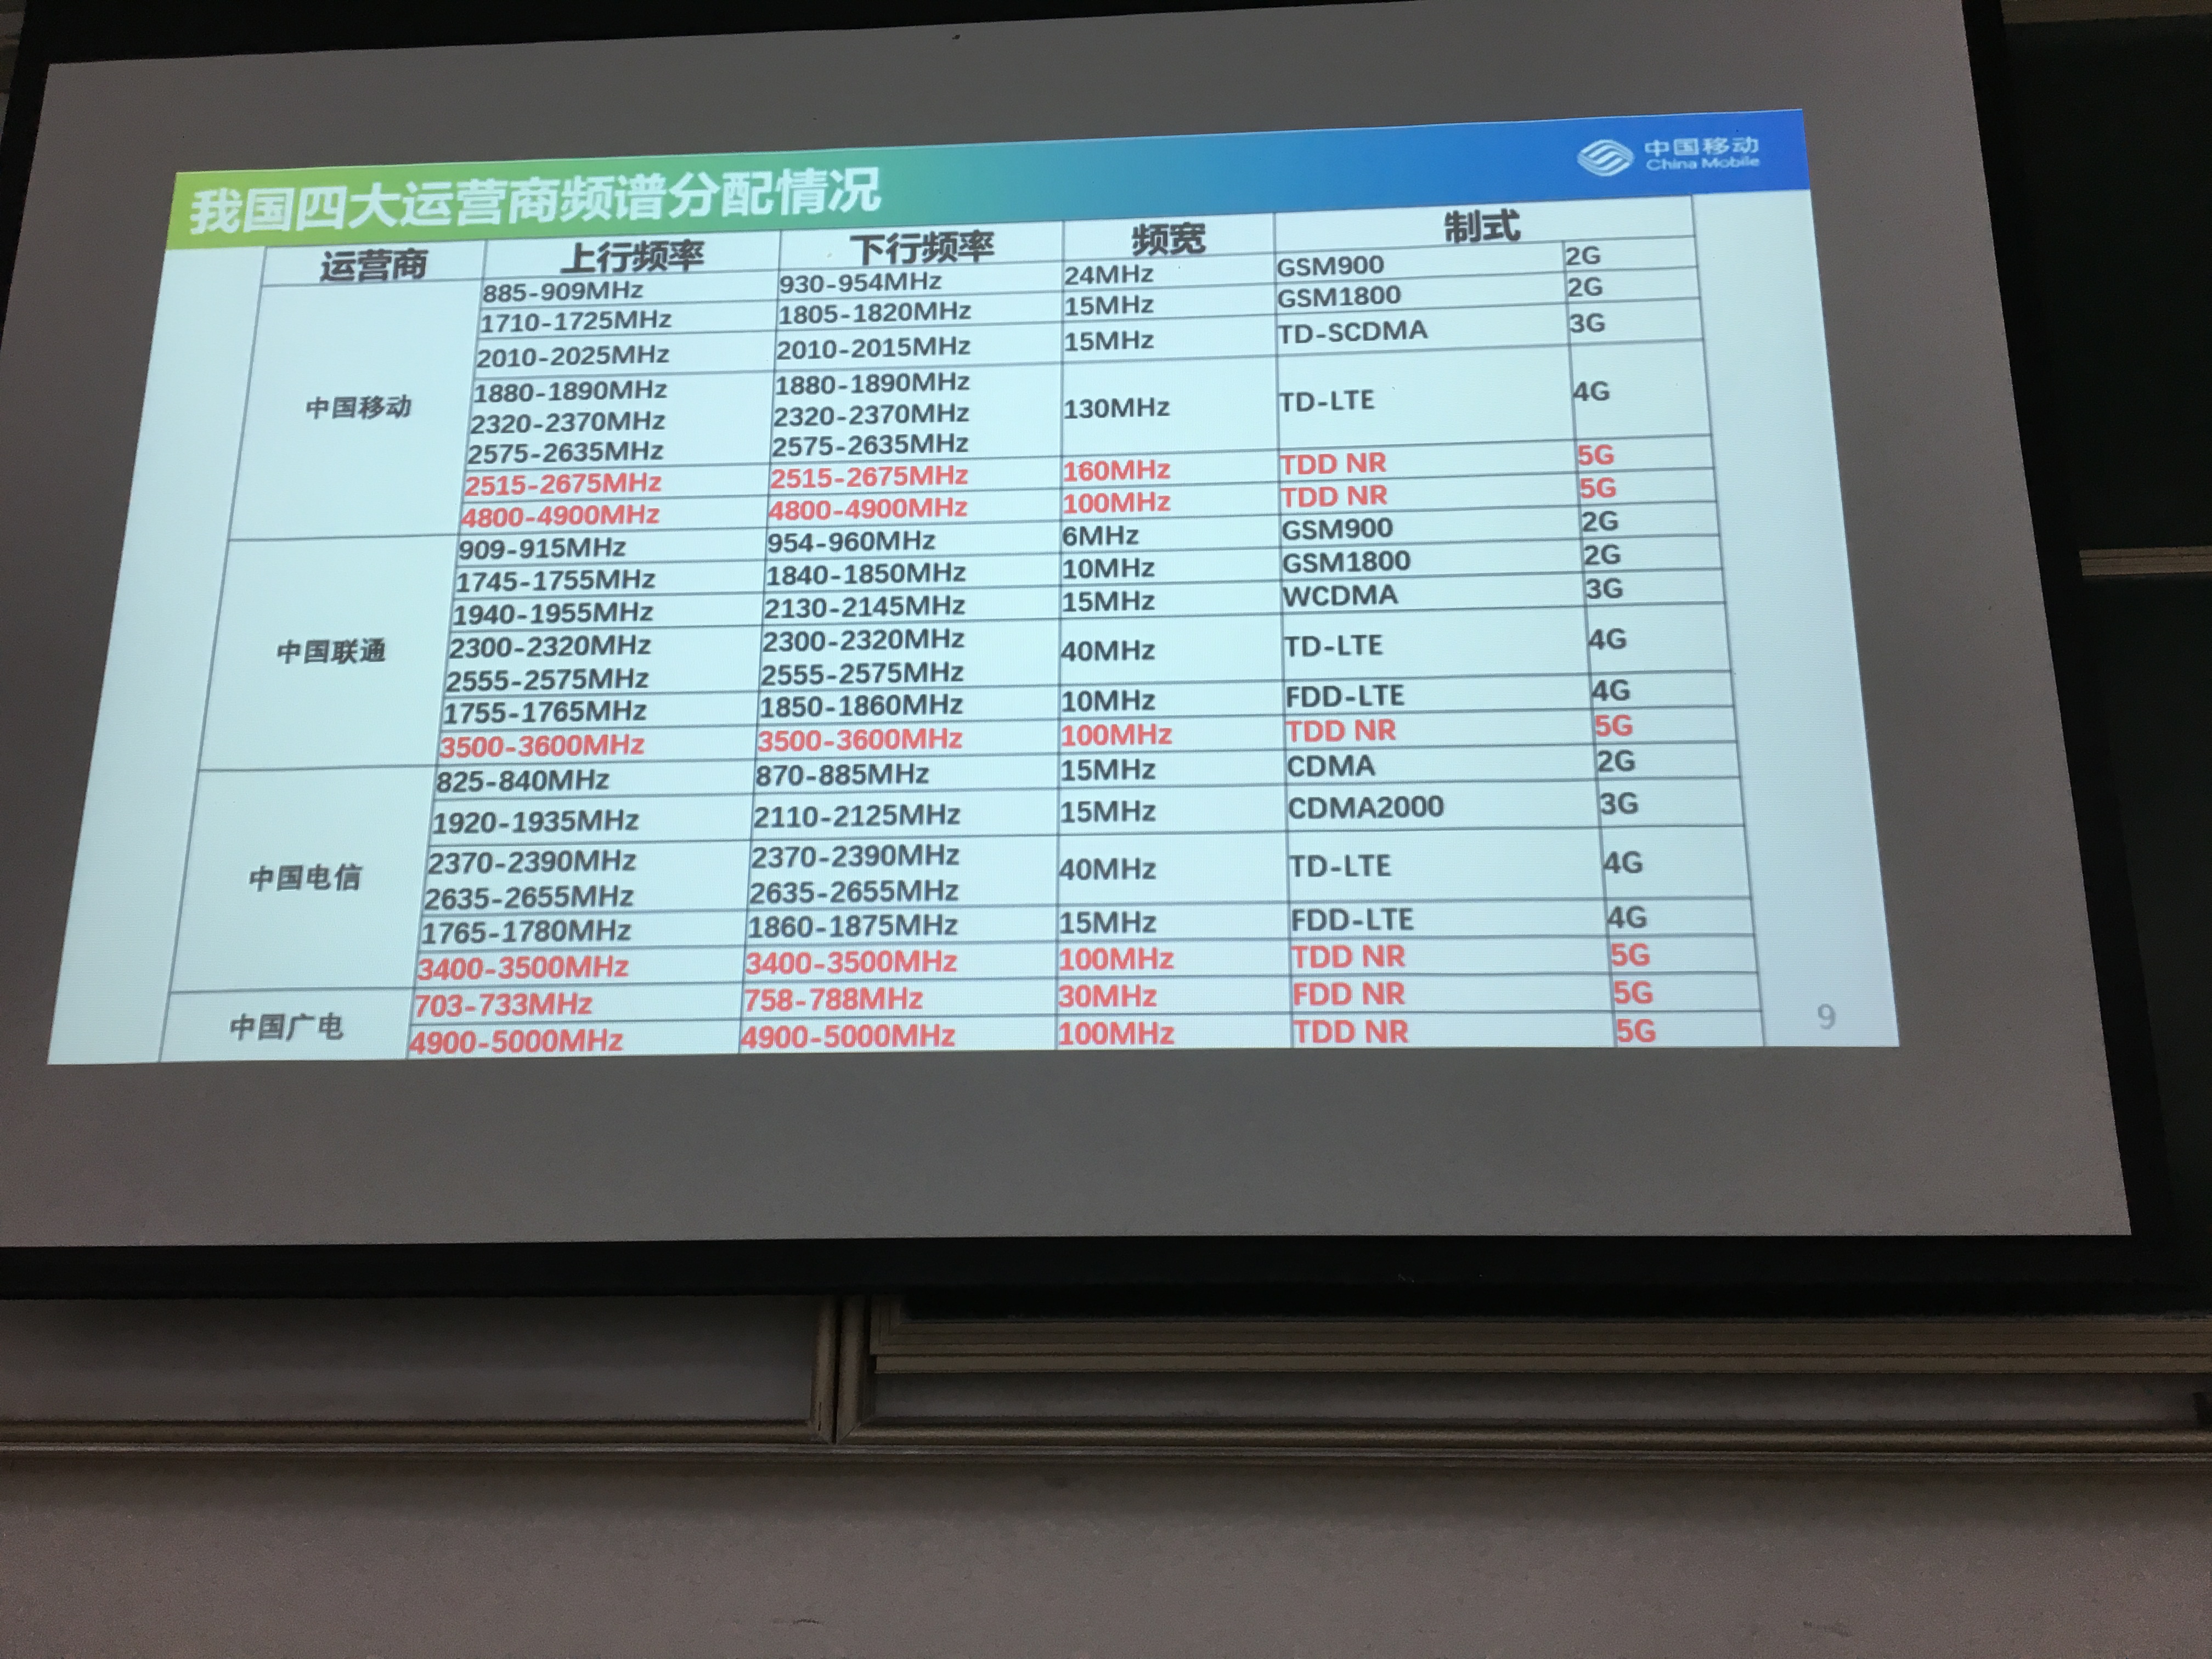 中国移动
China Mobile
我国四大运营商频谱分配情况
运营商 上行频率 下行频率 频宽 制式
中国移动
885-909MHz 930-954MHz 24MHz GSM900 2G
1710-1725MHz 1805-1820MHz 15MHz GSM1800 2G
2010-2025MHz 2010-2015MHz 15MHz TD-SCDMA 3G
1880-1890MHz 1880-1890MHz
2320-2370MHz 2320-2370MHz 130MHz TD-LTE 4G
2575-2635MHz 2575-2635MHz
2515-2675MHz 2515-2675MHz 160MHz TDD NR 5G
4800-4900MHz 4800-4900MHz 100MHz TDD NR 5G
中国联通
909-915MHz 954-960MHz 6MHz GSM900 2G
1745-1755MHz 1840-1850MHz 10MHz GSM1800 2G
1940-1955MHz 2130-2145MHz 15MHz WCDMA 3G
2300-2320MHz 2300-2320MHz 40MHz TD-LTE 4G
2555-2575MHz 2555-2575MHz
1755-1765MHz 1850-1860MHz 10MHz FDD-LTE 4G
3500-3600MHz 3500-3600MHz 100MHz TDD NR 5G
中国电信
825-840MHz 870-885MHz 15MHz CDMA 2G
1920-1935MHz 2110-2125MHz 15MHz CDMA2000 3G
2370-2390MHz 2370-2390MHz 40MHz TD-LTE 4G
2635-2655MHz 2635-2655MHz
1765-1780MHz 1860-1875MHz 15MHz FDD-LTE 4G
3400-3500MHz 3400-3500MHz 100MHz TDD NR 5G
中国广电
703-733MHz 758-788MHz 30MHz FDD NR 5G
4900-5000MHz 4900-5000MHz 100MHz TDD NR 5G
9